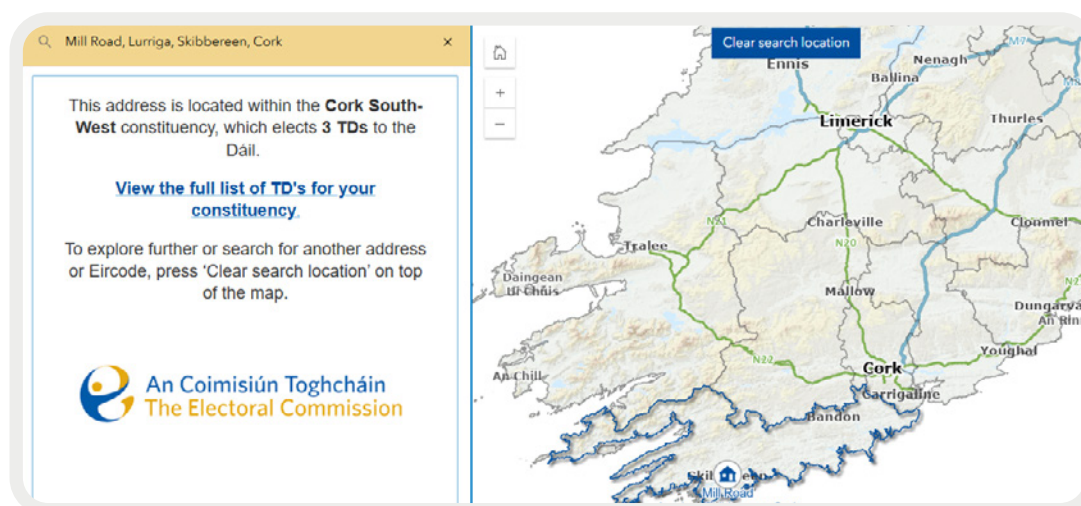 Mill Road, Lurriga, Skibbereen, Cork
This address is located within the Cork South-
West constituency, which elects 3 TDs to the
Dáil.
View the full list of TD's for your
constituency.
To explore further or search for another address
or Eircode, press ‘Clear search location’ on top
of the map.
An Coimisiún Toghcháin
The Electoral Commission
Clear search location
Ennis
Nenagh
M7
Ballina
Limerick
Thurles
N21
Charleville
N20
Clonmel
Tralee
Daingean
Uí Chúis
Mallow
Dungarv
An Rinn
Youghal
N22
An Chill
Cork
Carrigaline
Bandon
Mill Road